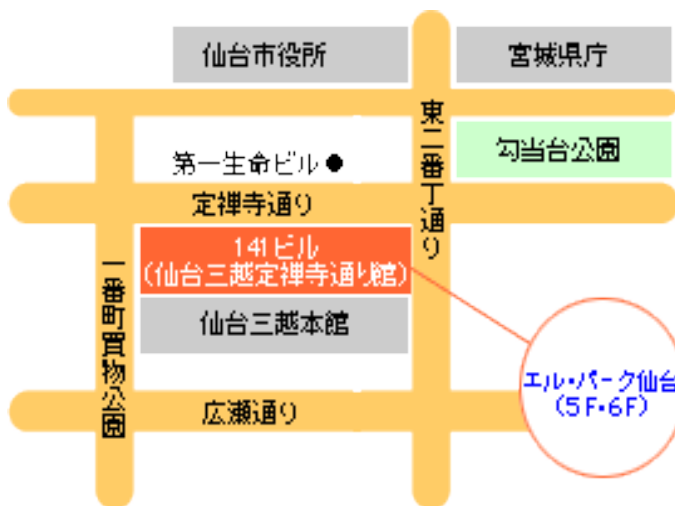 仙台市役所
宮城県庁
東二番丁通り
勾当台公園
第一生命ビル●
定禅寺通り
141ビル
(仙台三越定禅寺通り館)
一番町買物公園
仙台三越本館
エル・パーク仙台
(5F・6F)
広瀬通り